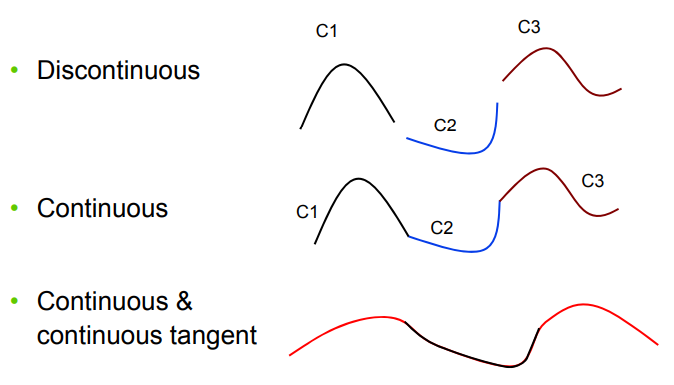 C1
C3
• Discontinuous
C2
• Continuous
C1
C2
C3
• Continuous &
continuous tangent